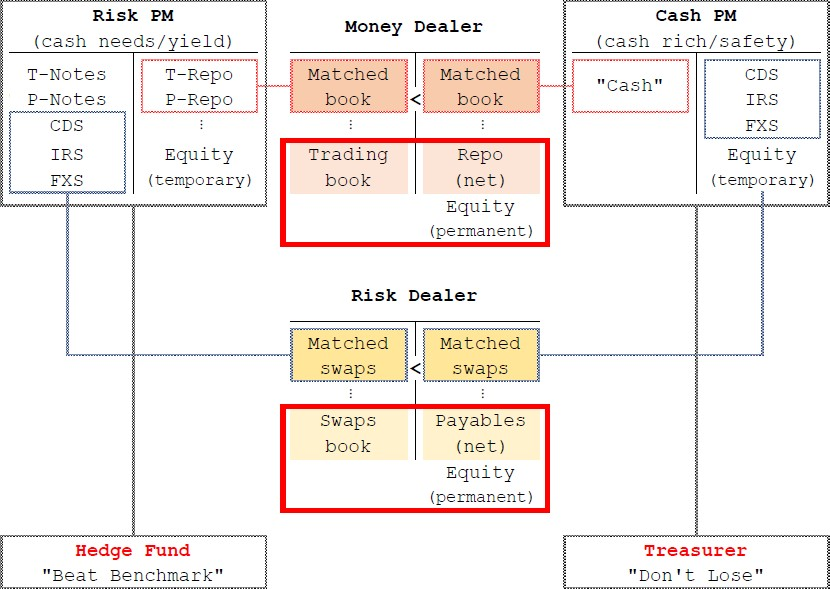 Risk PM
(cash needs/yield)
T-Notes
P-Notes
CDS
IRS
FXS
T-Repo
P-Repo
⋮
Equity
(temporary)
Money Dealer
Matched
book
<
Matched
book
⋮
⋮
Trading
book
Repo
(net)
Equity
(permanent)
Cash PM
(cash rich/safety)
"Cash"
CDS
IRS
FXS
Equity
(temporary)
Risk Dealer
Matched
swaps
<
Matched
swaps
⋮
⋮
Swaps
book
Payables
(net)
Equity
(permanent)
Hedge Fund
"Beat Benchmark"
Treasurer
"Don't Lose"